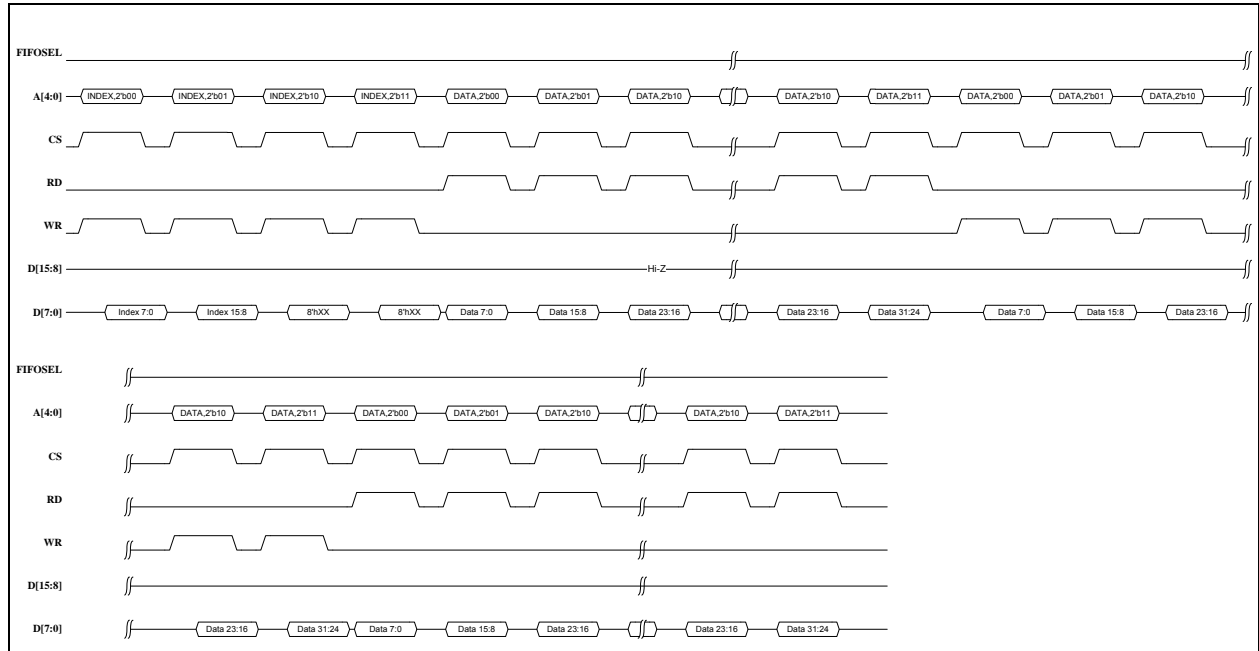 FIFOSEL
A[4:0] INDEX,2'b00 INDEX,2'b01 INDEX,2'b10 INDEX,2'b11 DATA,2'b00 DATA,2'b01 DATA,2'b10 DATA,2'b10 DATA,2'b11 DATA,2'b00 DATA,2'b01 DATA,2'b10
CS
RD
WR
D[15:8] Hi-Z
D[7:0] Index 7:0 Index 15:8 8'hXX 8'hXX Data 7:0 Data 15:8 Data 23:16 Data 23:16 Data 31:24 Data 7:0 Data 15:8 Data 23:16
FIFOSEL
A[4:0] DATA,2'b10 DATA,2'b11 DATA,2'b00 DATA,2'b01 DATA,2'b10 DATA,2'b10 DATA,2'b11
CS
RD
WR
D[15:8]
D[7:0] Data 23:16 Data 31:24 Data 7:0 Data 15:8 Data 23:16 Data 23:16 Data 31:24